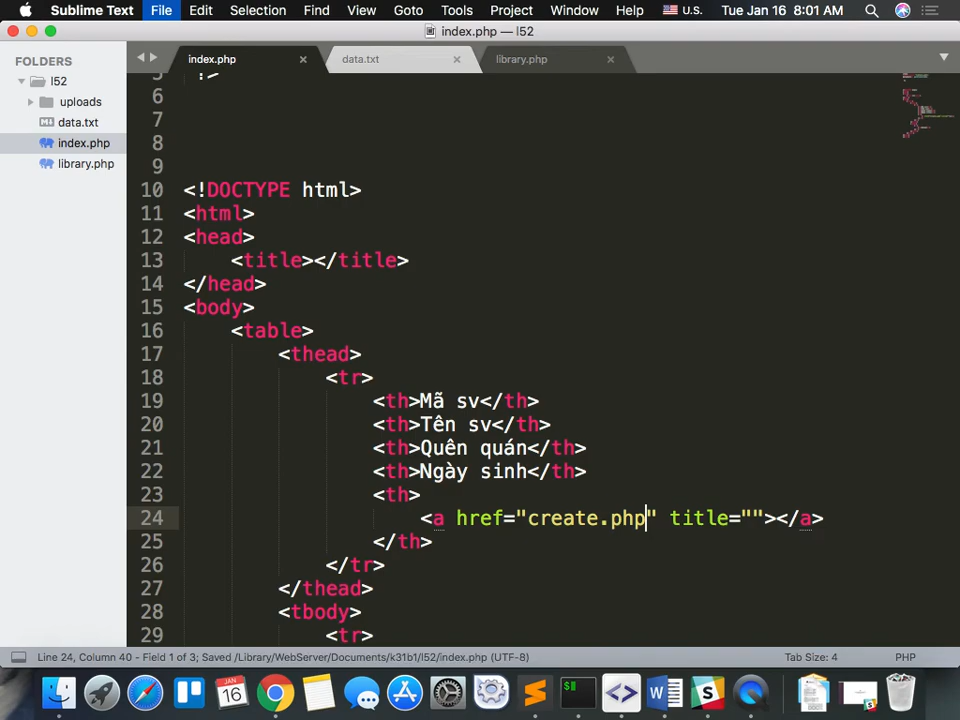 Sublime Text File Edit Selection Find View Goto Tools Project Window Help U.S. Tue Jan 16 8:01 AM
index.php — l52
FOLDERS
l52
uploads
data.txt
index.php
library.php
index.php data.txt library.php
5 ?>
6
7
8
9
10 <!DOCTYPE html>
11 <html>
12 <head>
13 <title></title>
14 </head>
15 <body>
16 <table>
17 <thead>
18 <tr>
19 <th>Mã sv</th>
20 <th>Tên sv</th>
21 <th>Quên quán</th>
22 <th>Ngày sinh</th>
23 <th>
24 <a href="create.php" title=""></a>
25 </th>
26 </tr>
27 </thead>
28 <tbody>
29 <tr>
Line 24, Column 40 - Field 1 of 3; Saved /Library/WebServer/Documents/k31b1/l52/index.php (UTF-8) Tab Size: 4 PHP
JAN
16